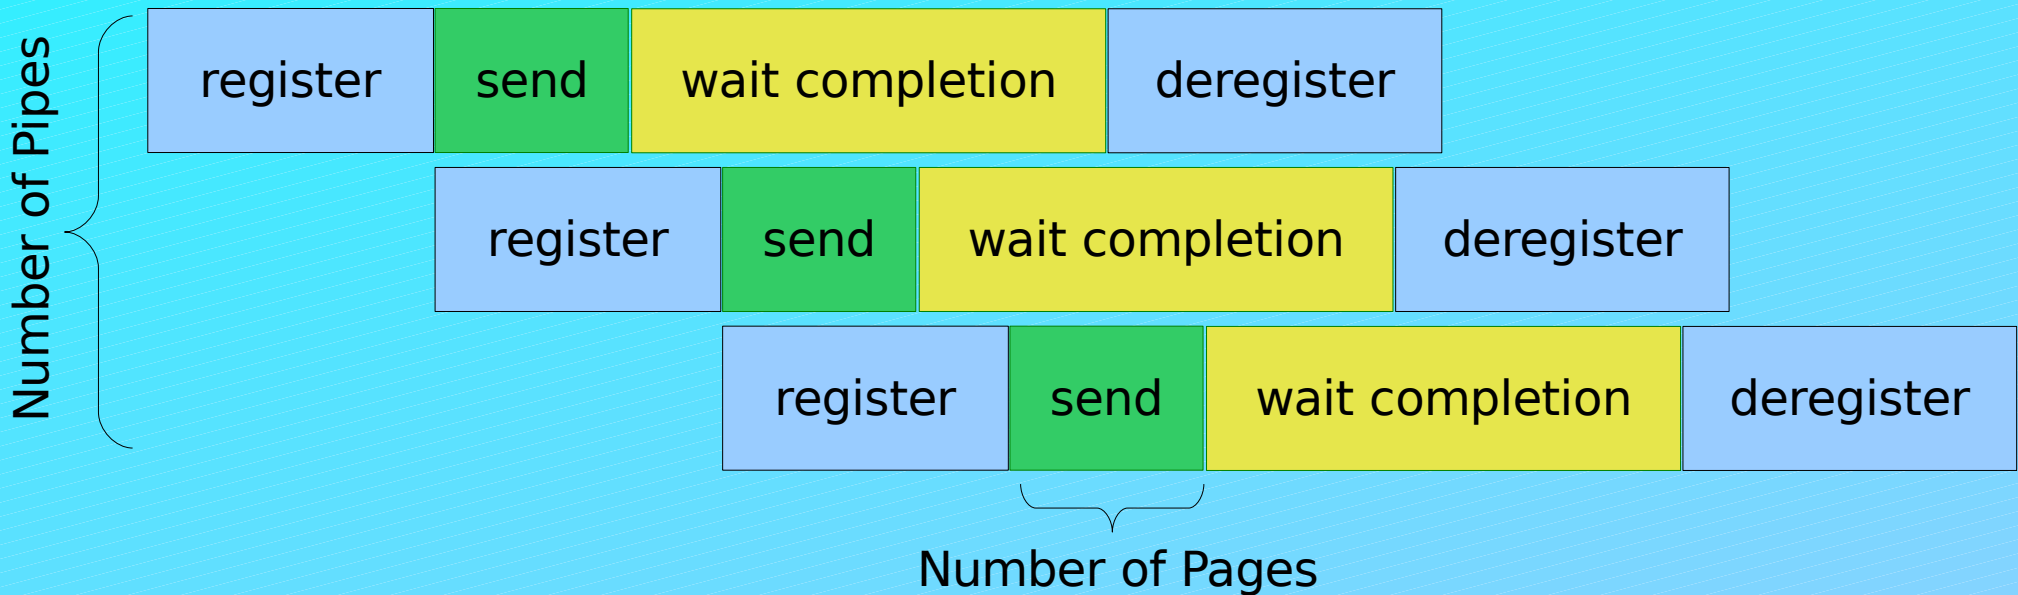 Number of Pipes
register send wait completion deregister
register send wait completion deregister
register send wait completion deregister
Number of Pages